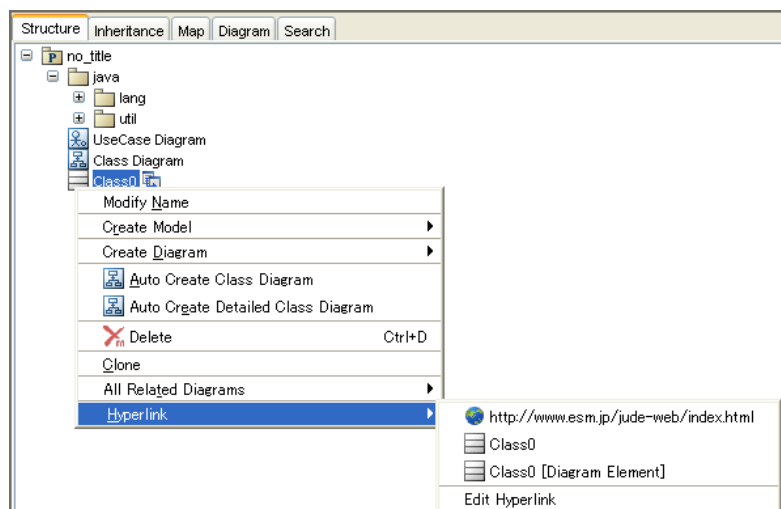 Structure Inheritance Map Diagram Search
P no_title
java
lang
util
UseCase Diagram
Class Diagram
Class0
Modify Name
Create Model
Create Diagram
Auto Create Class Diagram
Auto Create Detailed Class Diagram
Delete Ctrl+D
Clone
All Related Diagrams
Hyperlink
http://www.esm.jp/jude-web/index.html
Class0
Class0 [Diagram Element]
Edit Hyperlink